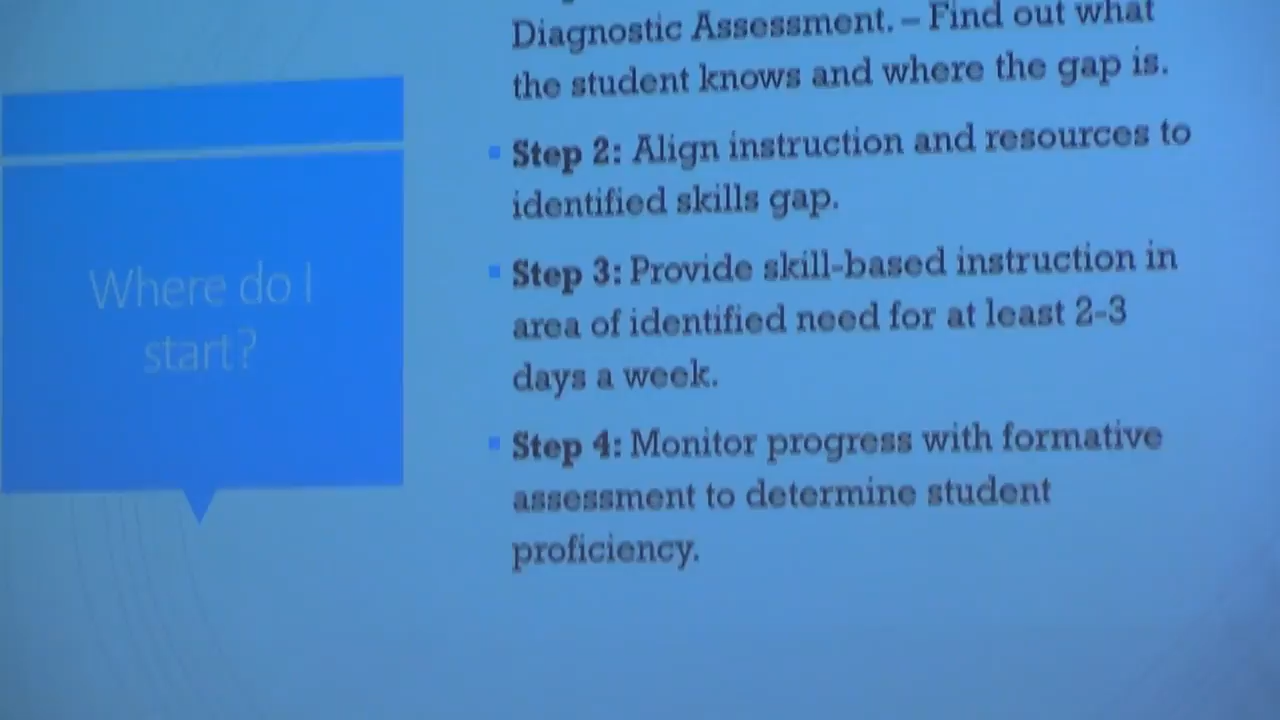 Where do I
start?
Diagnostic Assessment. – Find out what
the student knows and where the gap is.
Step 2: Align instruction and resources to
identified skills gap.
Step 3: Provide skill-based instruction in
area of identified need for at least 2-3
days a week.
Step 4: Monitor progress with formative
assessment to determine student
proficiency.